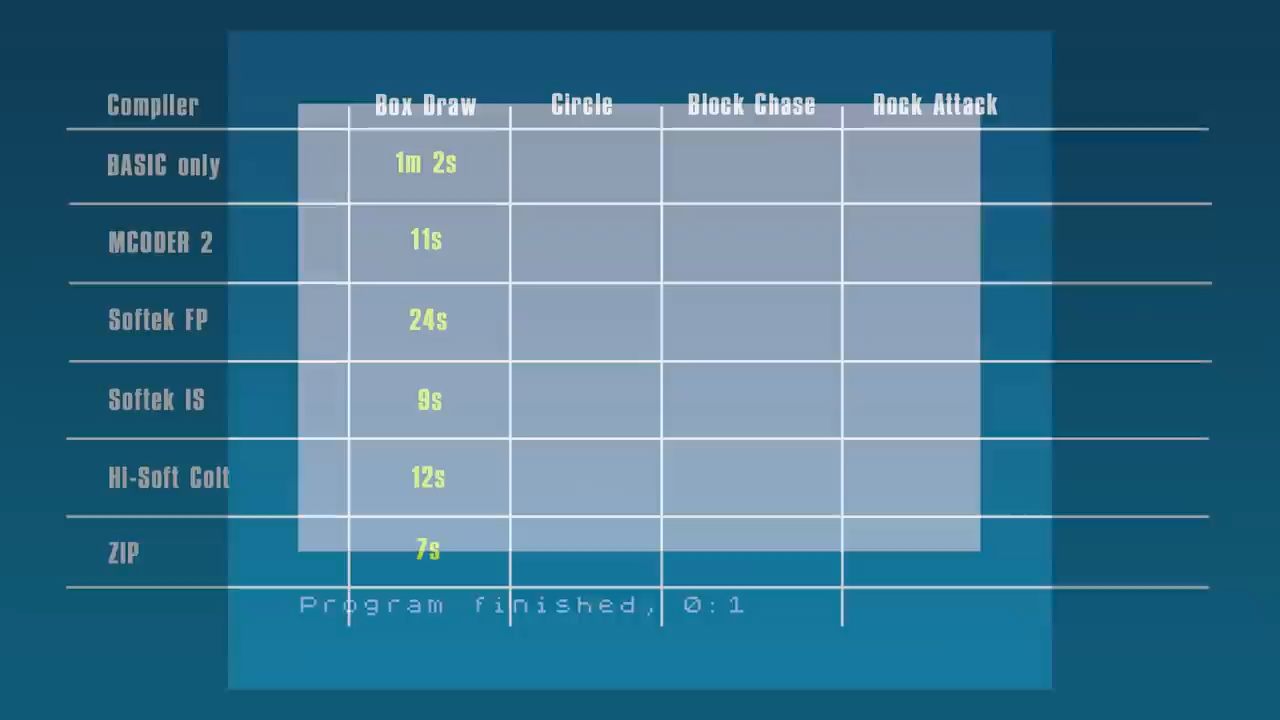 Compiler Box Draw Circle Block Chase Rock Attack
BASIC only 1m 2s
MCODER 2 11s
Softek FP 24s
Softek IS 9s
Hi-Soft Colt 12s
ZIP 7s
Program finished, 0:1